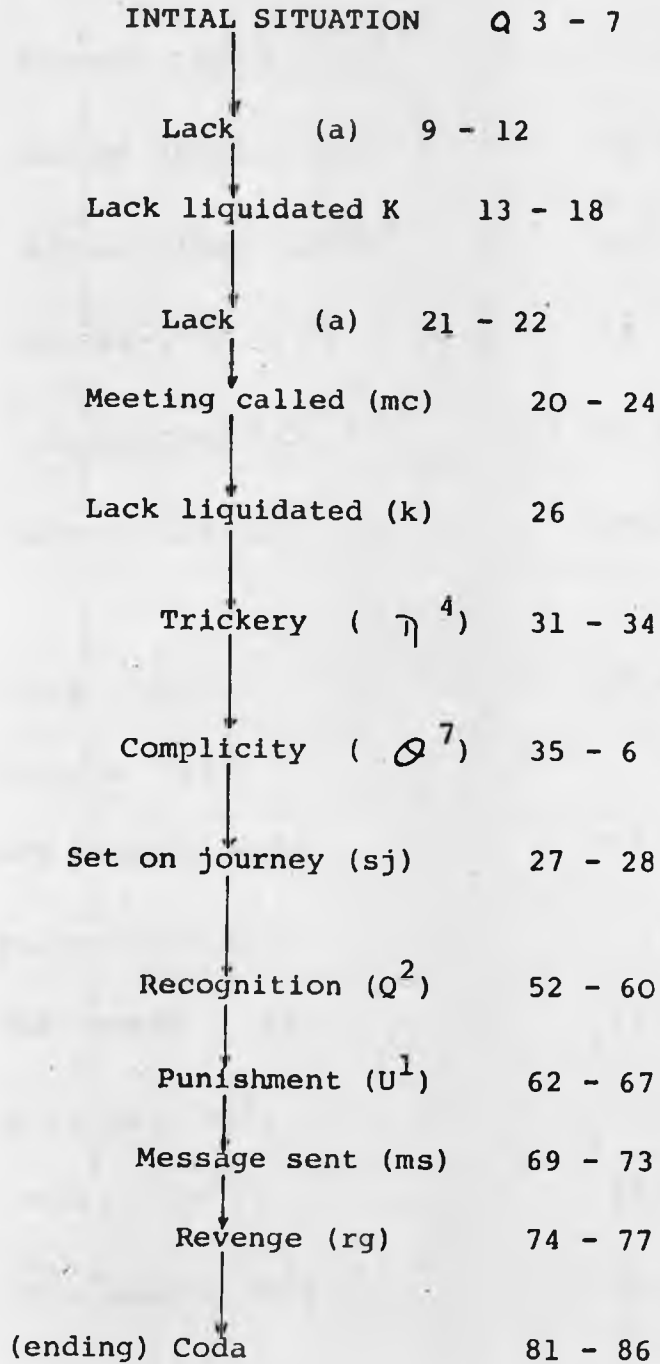 INTIAL SITUATION Q 3 - 7
Lack (a) 9 - 12
Lack liquidated K 13 - 18
Lack (a) 21 - 22
Meeting called (mc) 20 - 24
Lack liquidated (k) 26
Trickery ( η ⁴) 31 - 34
Complicity ( Ө ⁷) 35 - 6
Set on journey (sj) 27 - 28
Recognition (Q²) 52 - 60
Punishment (U¹) 62 - 67
Message sent (ms) 69 - 73
Revenge (rg) 74 - 77
(ending) Coda 81 - 86